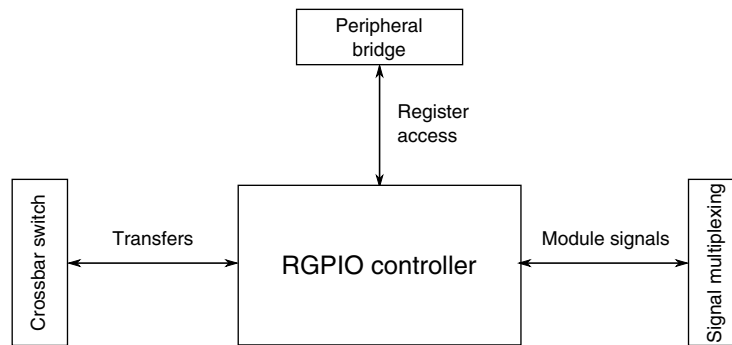 Peripheral
bridge
Register
access
Crossbar switch
Transfers
RGPIO controller
Module signals
Signal multiplexing